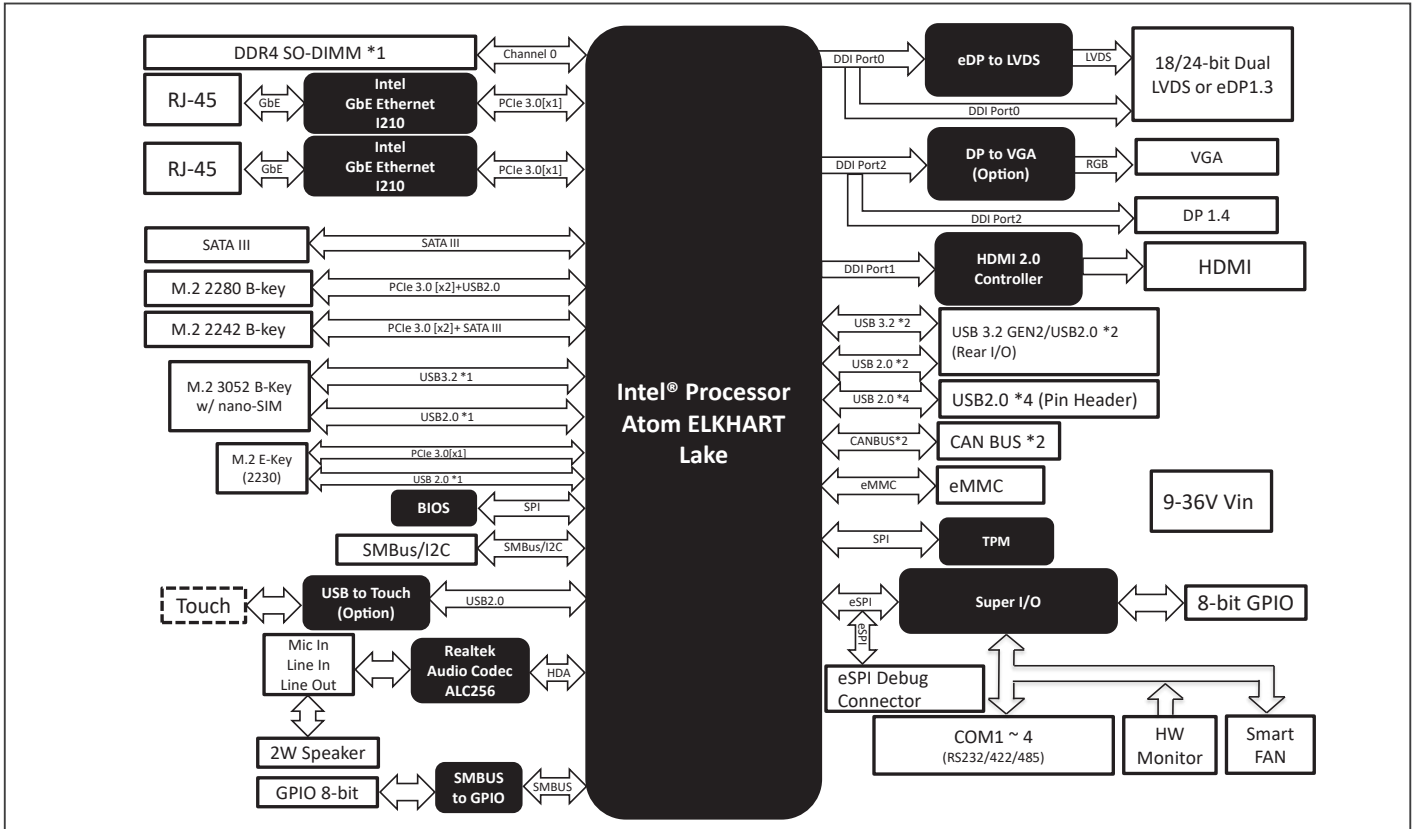 DDR4 SO-DIMM *1
Channel 0
RJ-45
GbE
Intel
GbE Ethernet
I210
PCIe 3.0[x1]
RJ-45
GbE
Intel
GbE Ethernet
I210
PCIe 3.0[x1]
SATA III
SATA III
M.2 2280 B-key
PCIe 3.0 [x2]+USB2.0
M.2 2242 B-key
PCIe 3.0 [x2]+ SATA III
M.2 3052 B-Key
w/ nano-SIM
USB3.2 *1
USB2.0 *1
M.2 E-Key
(2230)
PCIe 3.0[x1]
USB 2.0 *1
BIOS
SPI
SMBus/I2C
SMBus/I2C
Touch
USB to Touch
(Option)
USB2.0
Mic In
Line In
Line Out
Realtek
Audio Codec
ALC256
HDA
2W Speaker
GPIO 8-bit
SMBUS
to GPIO
SMBUS
Intel® Processor
Atom ELKHART
Lake
DDI Port0
eDP to LVDS
LVDS
18/24-bit Dual
LVDS or eDP1.3
DDI Port0
DDI Port2
DP to VGA
(Option)
RGB
VGA
DDI Port2
DP 1.4
DDI Port1
HDMI 2.0
Controller
HDMI
USB 3.2 *2
USB 2.0 *2
USB 3.2 GEN2/USB2.0 *2
(Rear I/O)
USB 2.0 *4
USB2.0 *4 (Pin Header)
CANBUS*2
CAN BUS *2
eMMC
eMMC
9-36V Vin
SPI
TPM
eSPI
Super I/O
8-bit GPIO
eSPI
eSPI Debug
Connector
COM1 ~ 4
(RS232/422/485)
HW
Monitor
Smart
FAN